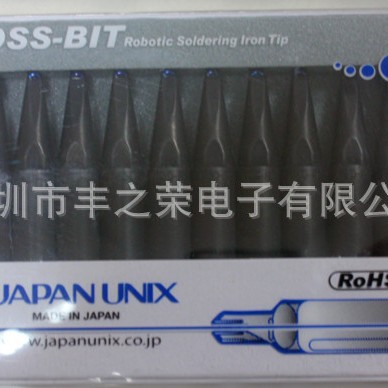 OSS-BIT Robotic Soldering Iron Tip
圳市丰之荣电子有限公
JAPAN UNIX
RoHS
MADE IN JAPAN
www.japanunix.co.jp